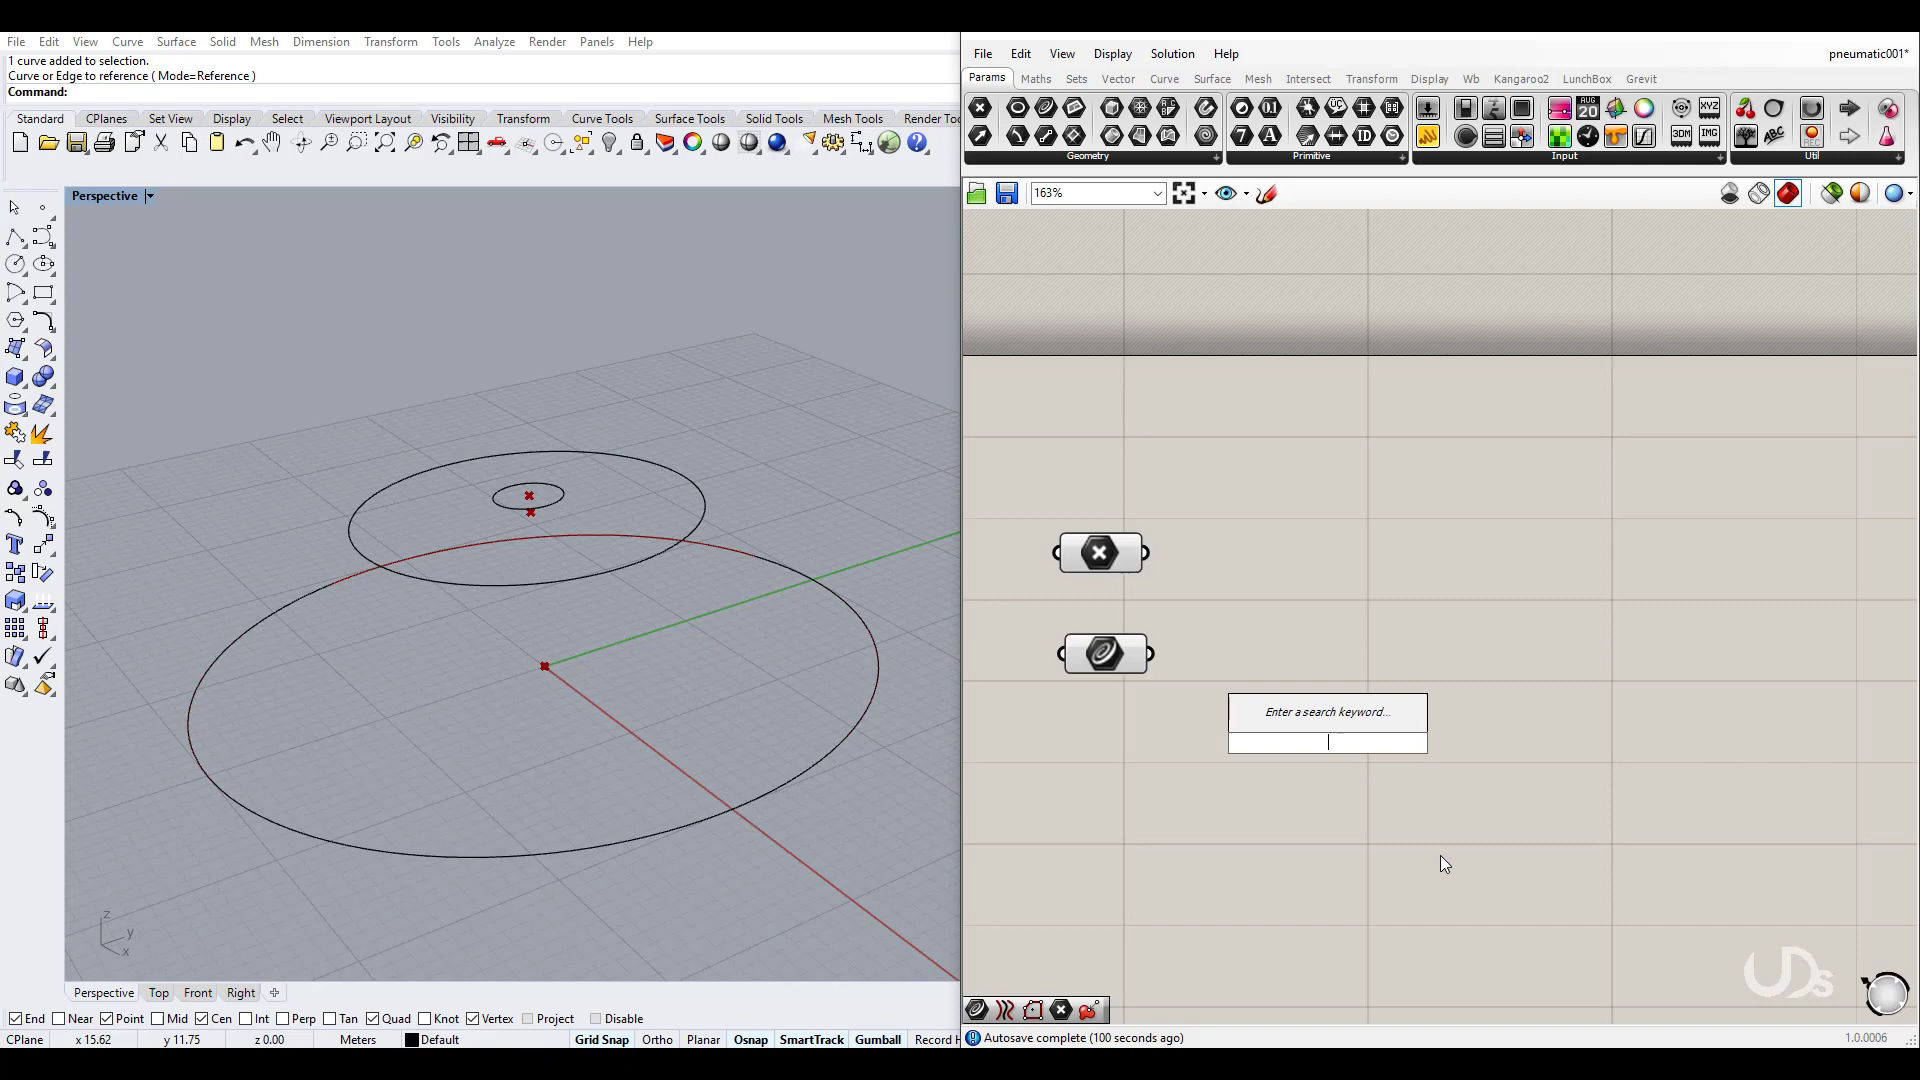 File Edit View Curve Surface Solid Mesh Dimension Transform Tools Analyze Render Panels Help
1 curve added to selection.
Curve or Edge to reference ( Mode=Reference )
Command:
Standard CPlanes Set View Display Select Viewport Layout Visibility Transform Curve Tools Surface Tools Solid Tools Mesh Tools Render Too
Perspective
z
y
x
Perspective Top Front Right
End Near Point Mid Cen Int Perp Tan Quad Knot Vertex Project Disable
CPlane x 15.62 y 11.75 z 0.00 Meters Default Grid Snap Ortho Planar Osnap SmartTrack Gumball Record H
File Edit View Display Solution Help pneumatic001*
Params Maths Sets Vector Curve Surface Mesh Intersect Transform Display Wb Kangaroo2 LunchBox Grevit
Geometry Primitive Input Util
163%
Enter a search keyword...
UDs
Autosave complete (100 seconds ago) 1.0.0006